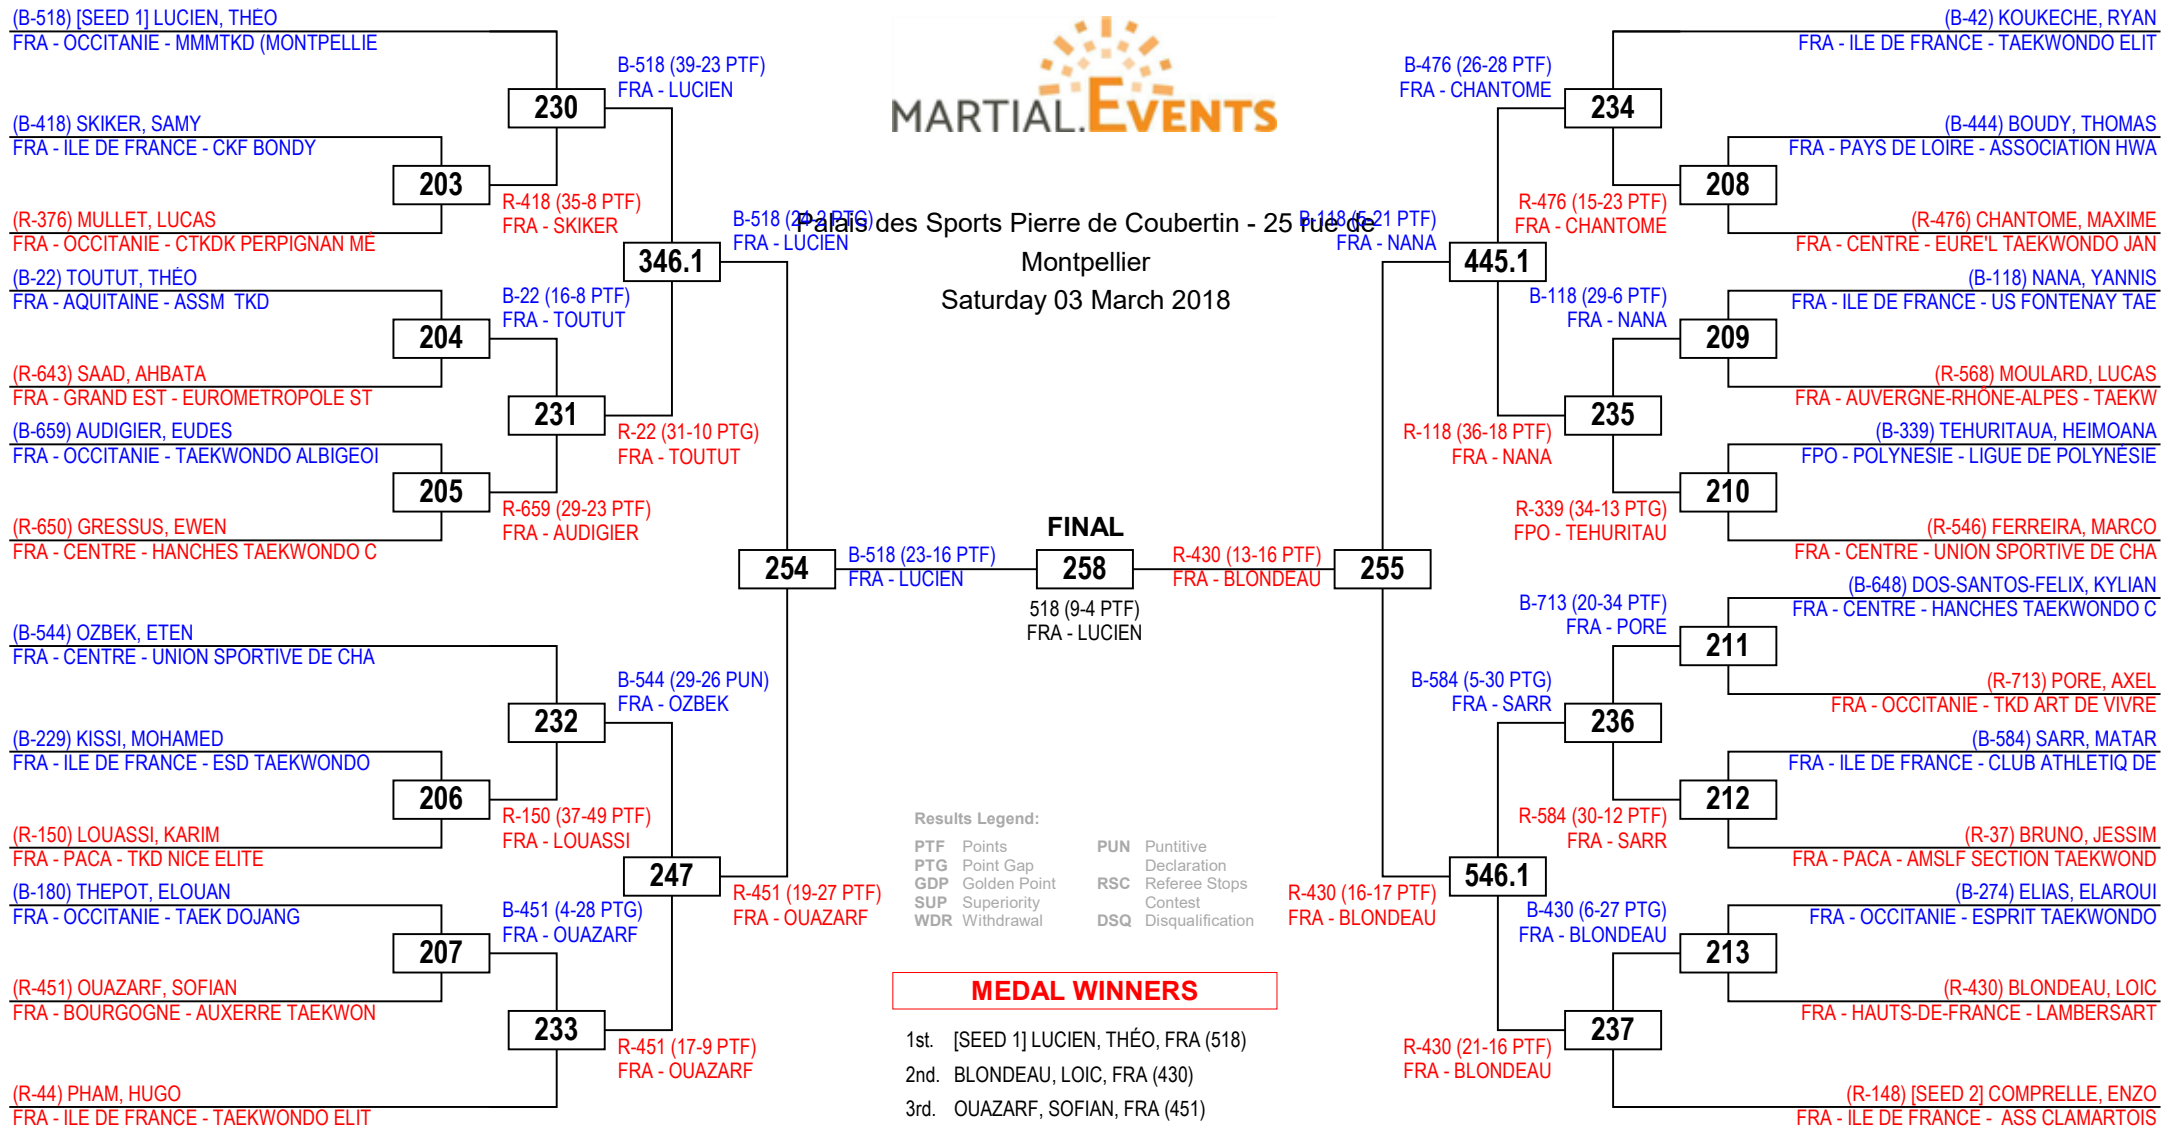 (B-518) [SEED 1] LUCIEN, THÉO
FRA - OCCITANIE - MMMTKD (MONTPELLIE
230
B-518 (39-23 PTF)
FRA - LUCIEN
(B-418) SKIKER, SAMY
FRA - ILE DE FRANCE - CKF BONDY
203
R-418 (35-8 PTF)
FRA - SKIKER
(R-376) MULLET, LUCAS
FRA - OCCITANIE - CTKDK PERPIGNAN MÉ
346.1
B-518 (24-2 PTG)
FRA - LUCIEN
(B-22) TOUTUT, THÉO
FRA - AQUITAINE - ASSM TKD
204
B-22 (16-8 PTF)
FRA - TOUTUT
(R-643) SAAD, AHBATA
FRA - GRAND EST - EUROMETROPOLE ST
231
R-22 (31-10 PTG)
FRA - TOUTUT
(B-659) AUDIGIER, EUDES
FRA - OCCITANIE - TAEKWONDO ALBIGEOI
205
R-659 (29-23 PTF)
FRA - AUDIGIER
(R-650) GRESSUS, EWEN
FRA - CENTRE - HANCHES TAEKWONDO C
254
B-518 (23-16 PTF)
FRA - LUCIEN
(B-544) OZBEK, ETEN
FRA - CENTRE - UNION SPORTIVE DE CHA
232
B-544 (29-26 PUN)
FRA - OZBEK
(B-229) KISSI, MOHAMED
FRA - ILE DE FRANCE - ESD TAEKWONDO
206
R-150 (37-49 PTF)
FRA - LOUASSI
(R-150) LOUASSI, KARIM
FRA - PACA - TKD NICE ELITE
247
R-451 (19-27 PTF)
FRA - OUAZARF
(B-180) THEPOT, ELOUAN
FRA - OCCITANIE - TAEK DOJANG
207
B-451 (4-28 PTG)
FRA - OUAZARF
(R-451) OUAZARF, SOFIAN
FRA - BOURGOGNE - AUXERRE TAEKWON
233
R-451 (17-9 PTF)
FRA - OUAZARF
(R-44) PHAM, HUGO
FRA - ILE DE FRANCE - TAEKWONDO ELIT
MARTIAL.EVENTS
Palais des Sports Pierre de Coubertin - 25 rue de
Montpellier
Saturday 03 March 2018
FINAL
258
518 (9-4 PTF)
FRA - LUCIEN
Results Legend:
PTF Points
PTG Point Gap
GDP Golden Point
SUP Superiority
WDR Withdrawal
PUN Puntitive
Declaration
RSC Referee Stops
Contest
DSQ Disqualification
MEDAL WINNERS
1st. [SEED 1] LUCIEN, THÉO, FRA (518)
2nd. BLONDEAU, LOIC, FRA (430)
3rd. OUAZARF, SOFIAN, FRA (451)
(B-42) KOUKECHE, RYAN
FRA - ILE DE FRANCE - TAEKWONDO ELIT
B-476 (26-28 PTF)
FRA - CHANTOME
234
(B-444) BOUDY, THOMAS
FRA - PAYS DE LOIRE - ASSOCIATION HWA
208
R-476 (15-23 PTF)
FRA - CHANTOME
(R-476) CHANTOME, MAXIME
FRA - CENTRE - EURE'L TAEKWONDO JAN
B-118 (5-21 PTF)
FRA - NANA
445.1
(B-118) NANA, YANNIS
FRA - ILE DE FRANCE - US FONTENAY TAE
B-118 (29-6 PTF)
FRA - NANA
209
(R-568) MOULARD, LUCAS
FRA - AUVERGNE-RHÔNE-ALPES - TAEKW
235
R-118 (36-18 PTF)
FRA - NANA
(B-339) TEHURITAUA, HEIMOANA
FPO - POLYNESIE - LIGUE DE POLYNÉSIE
210
R-339 (34-13 PTG)
FPO - TEHURITAU
(R-546) FERREIRA, MARCO
FRA - CENTRE - UNION SPORTIVE DE CHA
R-430 (13-16 PTF)
FRA - BLONDEAU
255
(B-648) DOS-SANTOS-FELIX, KYLIAN
FRA - CENTRE - HANCHES TAEKWONDO C
B-713 (20-34 PTF)
FRA - PORE
211
(R-713) PORE, AXEL
FRA - OCCITANIE - TKD ART DE VIVRE
B-584 (5-30 PTG)
FRA - SARR
236
(B-584) SARR, MATAR
FRA - ILE DE FRANCE - CLUB ATHLETIQ DE
212
R-584 (30-12 PTF)
FRA - SARR
(R-37) BRUNO, JESSIM
FRA - PACA - AMSLF SECTION TAEKWOND
546.1
R-430 (16-17 PTF)
FRA - BLONDEAU
(B-274) ELIAS, ELAROUI
FRA - OCCITANIE - ESPRIT TAEKWONDO
B-430 (6-27 PTG)
FRA - BLONDEAU
213
(R-430) BLONDEAU, LOIC
FRA - HAUTS-DE-FRANCE - LAMBERSART
237
R-430 (21-16 PTF)
FRA - BLONDEAU
(R-148) [SEED 2] COMPRELLE, ENZO
FRA - ILE DE FRANCE - ASS CLAMARTOIS